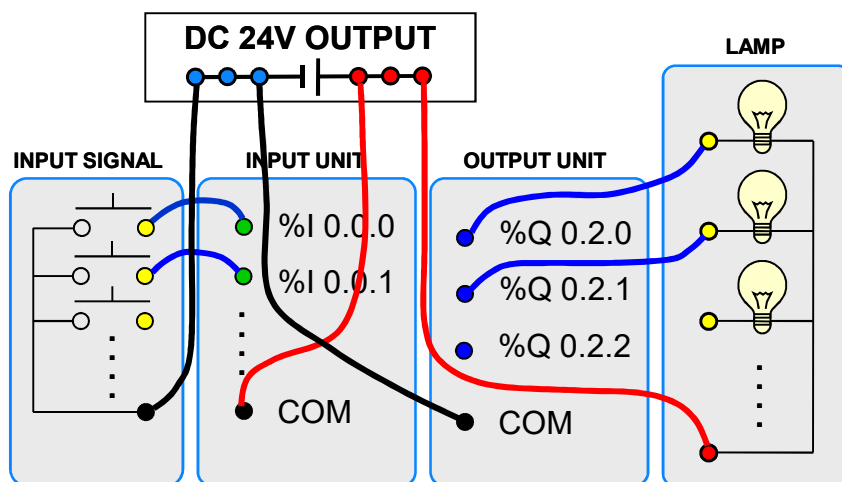 DC 24V OUTPUT
LAMP
INPUT SIGNAL
INPUT UNIT
OUTPUT UNIT
%I 0.0.0
%I 0.0.1
COM
%Q 0.2.0
%Q 0.2.1
%Q 0.2.2
COM